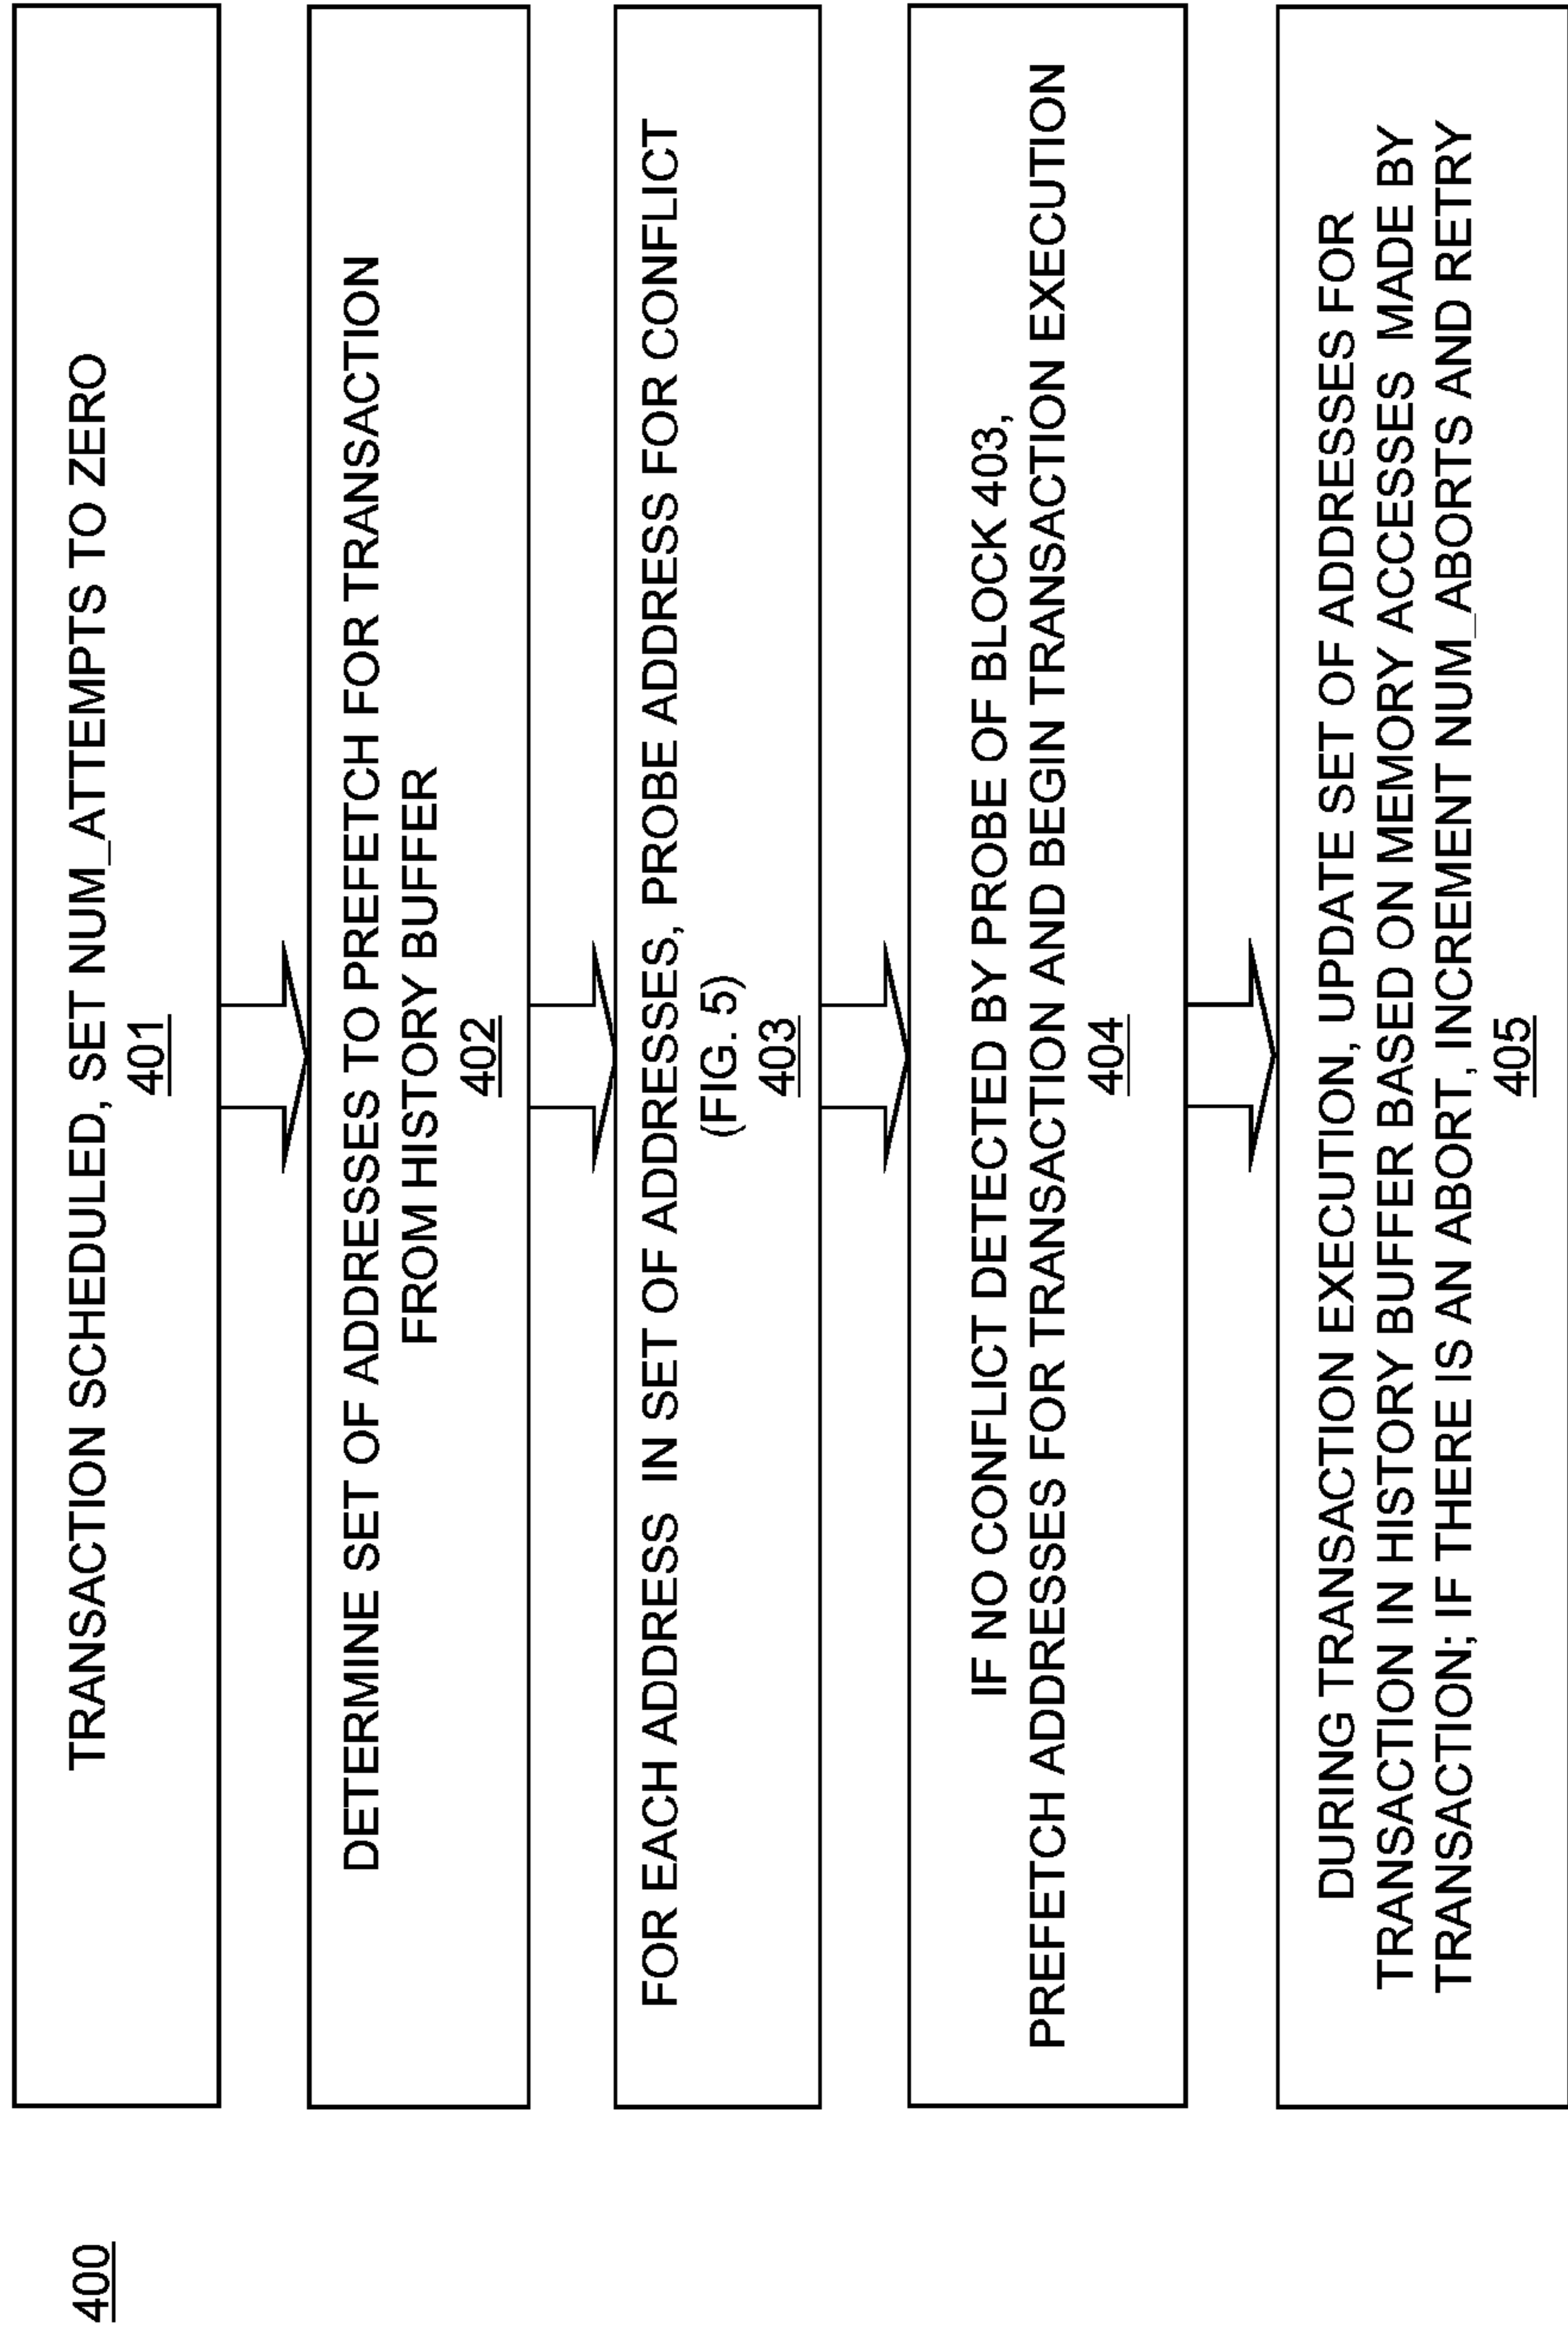 400
TRANSACTION SCHEDULED, SET NUM_ATTEMPTS TO ZERO
401
DETERMINE SET OF ADDRESSES TO PREFETCH FOR TRANSACTION
FROM HISTORY BUFFER
402
FOR EACH ADDRESS IN SET OF ADDRESSES, PROBE ADDRESS FOR CONFLICT
(FIG. 5)
403
IF NO CONFLICT DETECTED BY PROBE OF BLOCK 403,
PREFETCH ADDRESSES FOR TRANSACTION AND BEGIN TRANSACTION EXECUTION
404
DURING TRANSACTION EXECUTION, UPDATE SET OF ADDRESSES FOR
TRANSACTION IN HISTORY BUFFER BASED ON MEMORY ACCESSES MADE BY
TRANSACTION; IF THERE IS AN ABORT, INCREMENT NUM_ABORTS AND RETRY
405